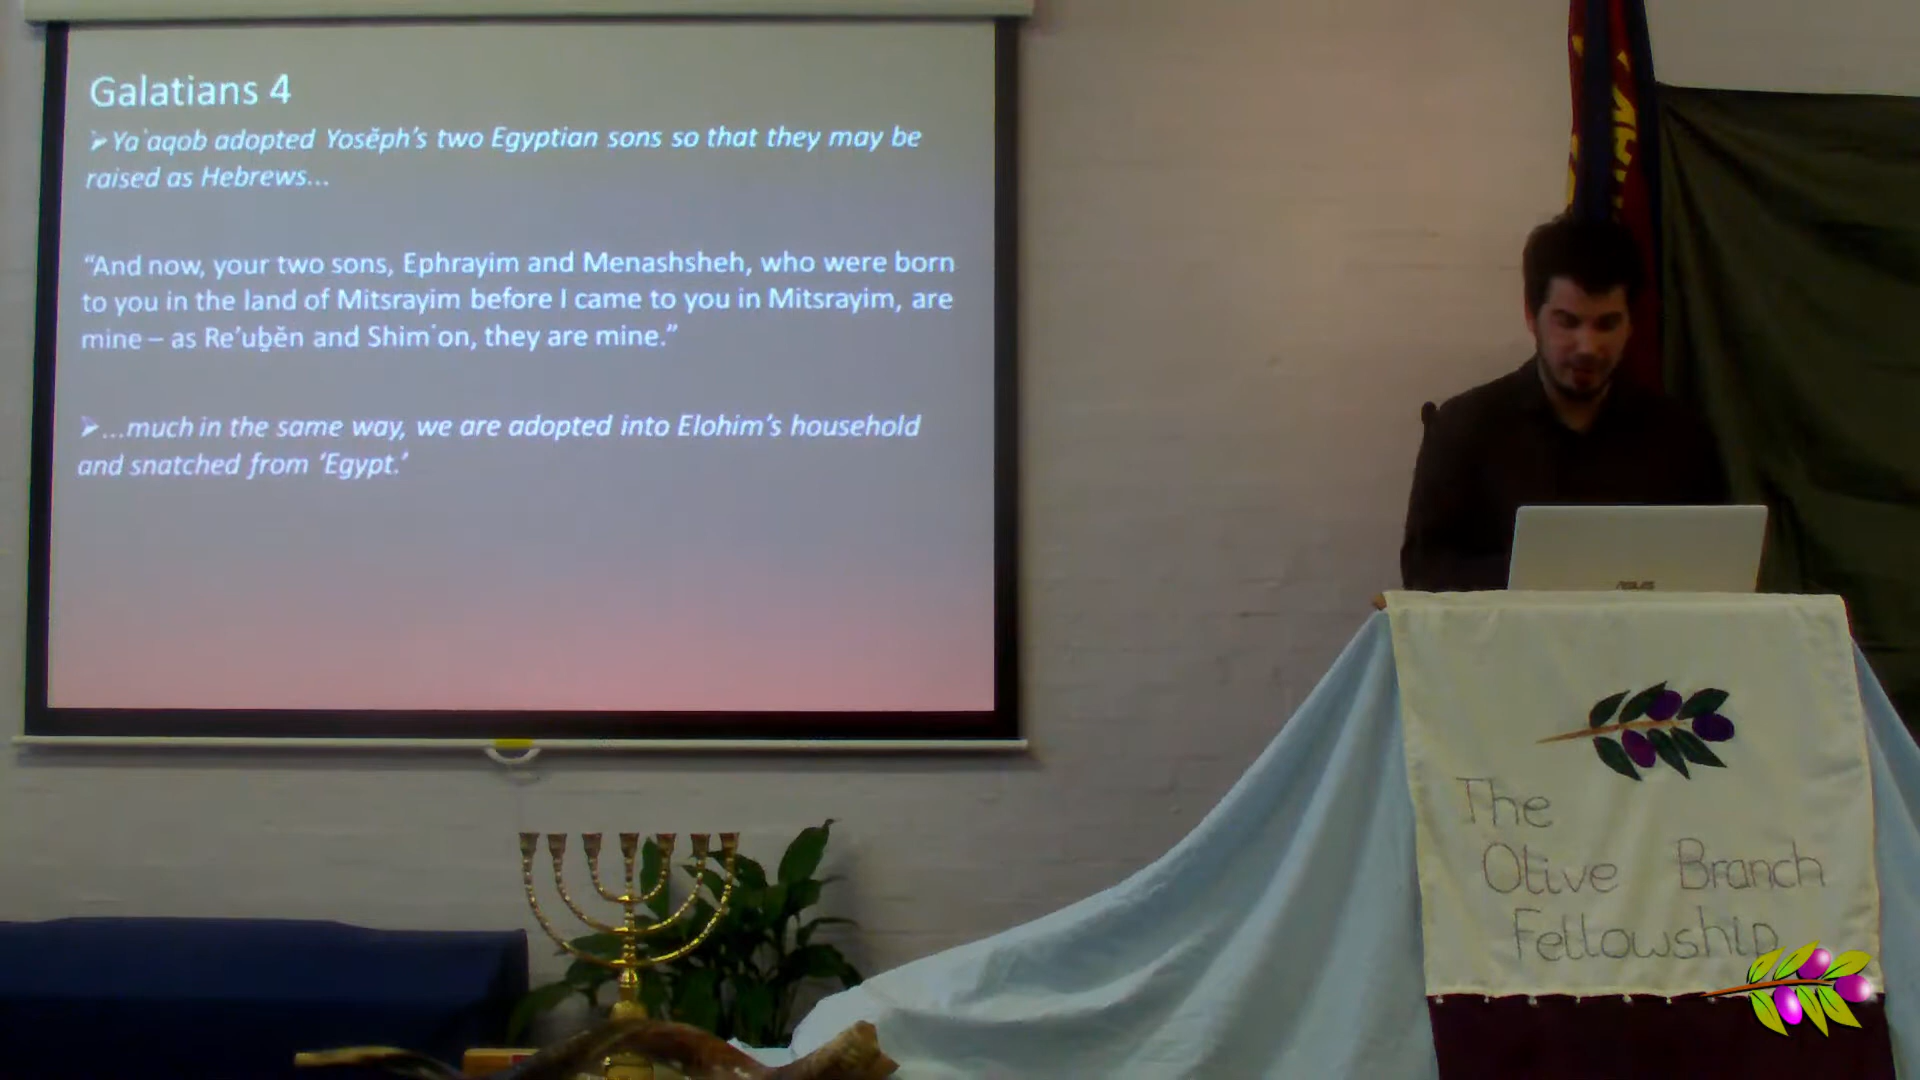 Galatians 4
➢Ya῾aqob adopted Yosĕph’s two Egyptian sons so that they may be
raised as Hebrews...
“And now, your two sons, Ephrayim and Menashsheh, who were born
to you in the land of Mitsrayim before I came to you in Mitsrayim, are
mine – as Re’uḇĕn and Shim῾on, they are mine.”
➢...much in the same way, we are adopted into Elohim’s household
and snatched from ‘Egypt.’
ASUS
The
Olive Branch
Fellowship